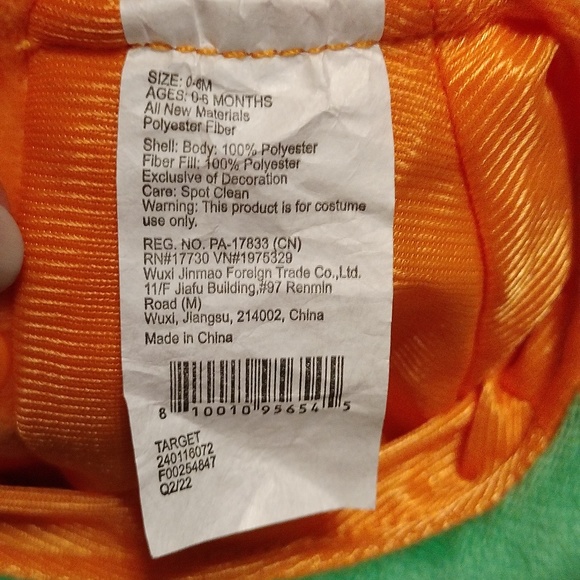 SIZE: 0-6M
AGES: 0-6 MONTHS
All New Materials
Polyester Fiber
Shell: Body: 100% Polyester
Fiber Fill: 100% Polyester
Exclusive of Decoration
Care: Spot Clean
Warning: This product is for costume
use only.
REG. NO. PA-17833 (CN)
RN#17730 VN#1975329
Wuxi Jinmao Foreign Trade Co.,Ltd.
11/F Jiafu Building,#97 Renmin
Road (M)
Wuxi, Jiangsu, 214002, China
Made in China
8 10010 95654 5
TARGET
240116072
F00254847
Q2/22